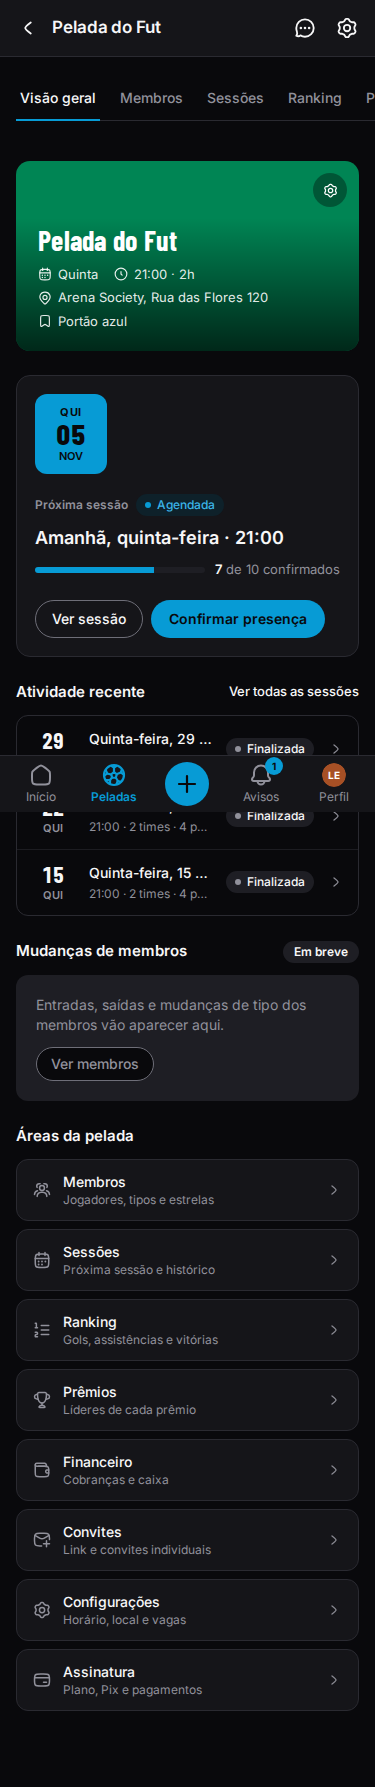 Pelada do Fut
Visão geral Membros Sessões Ranking P
Pelada do Fut
Quinta 21:00 · 2h
Arena Society, Rua das Flores 120
Portão azul
QUI
05
NOV
Próxima sessão Agendada
Amanhã, quinta-feira · 21:00
7 de 10 confirmados
Ver sessão Confirmar presença
Atividade recente Ver todas as sessões
29 Quinta-feira, 29 ... Finalizada
Início Peladas 1 Avisos LE Perfil
QUI 21:00 · 2 times · 4 p... Finalizada
15 Quinta-feira, 15 ... Finalizada
QUI 21:00 · 2 times · 4 p...
Mudanças de membros Em breve
Entradas, saídas e mudanças de tipo dos
membros vão aparecer aqui.
Ver membros
Áreas da pelada
Membros
Jogadores, tipos e estrelas
Sessões
Próxima sessão e histórico
Ranking
Gols, assistências e vitórias
Prêmios
Líderes de cada prêmio
Financeiro
Cobranças e caixa
Convites
Link e convites individuais
Configurações
Horário, local e vagas
Assinatura
Plano, Pix e pagamentos